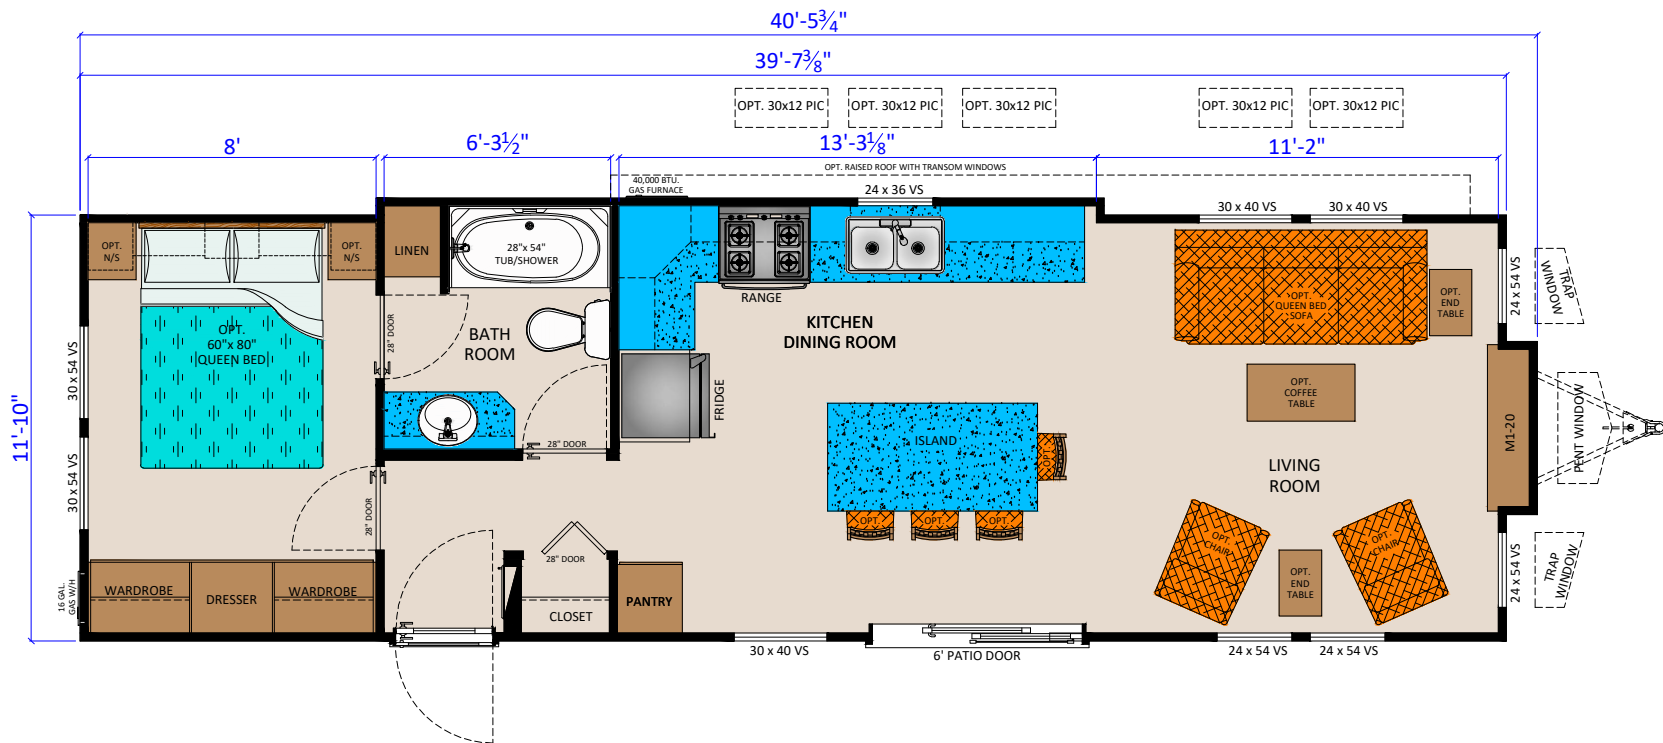 40'-5¾"
39'-7⅜"
OPT. 30x12 PIC
OPT. 30x12 PIC
OPT. 30x12 PIC
OPT. 30x12 PIC
OPT. 30x12 PIC
8'
6'-3½"
13'-3⅛"
11'-2"
OPT. RAISED ROOF WITH TRANSOM WINDOWS
40,000 BTU.
GAS FURNACE
24 x 36 VS
30 x 40 VS
30 x 40 VS
OPT.
N/S
OPT.
N/S
LINEN
28"x 54"
TUB/SHOWER
RANGE
KITCHEN
DINING ROOM
OPT.
QUEEN BED
SOFA
OPT.
END
TABLE
24 x 54 VS
TRAP
WINDOW
28" DOOR
BATH
ROOM
OPT.
60"x 80"
QUEEN BED
30 x 54 VS
30 x 54 VS
11'-10"
FRIDGE
OPT.
COFFEE
TABLE
M1-20
PENT WINDOW
ISLAND
OPT.
OPT.
OPT.
OPT.
LIVING
ROOM
28" DOOR
28" DOOR
28" DOOR
OPT.
CHAIR
OPT.
CHAIR
OPT.
END
TABLE
24 x 54 VS
TRAP
WINDOW
16 GAL.
GAS W/H
WARDROBE
DRESSER
WARDROBE
CLOSET
PANTRY
30 x 40 VS
6' PATIO DOOR
24 x 54 VS
24 x 54 VS